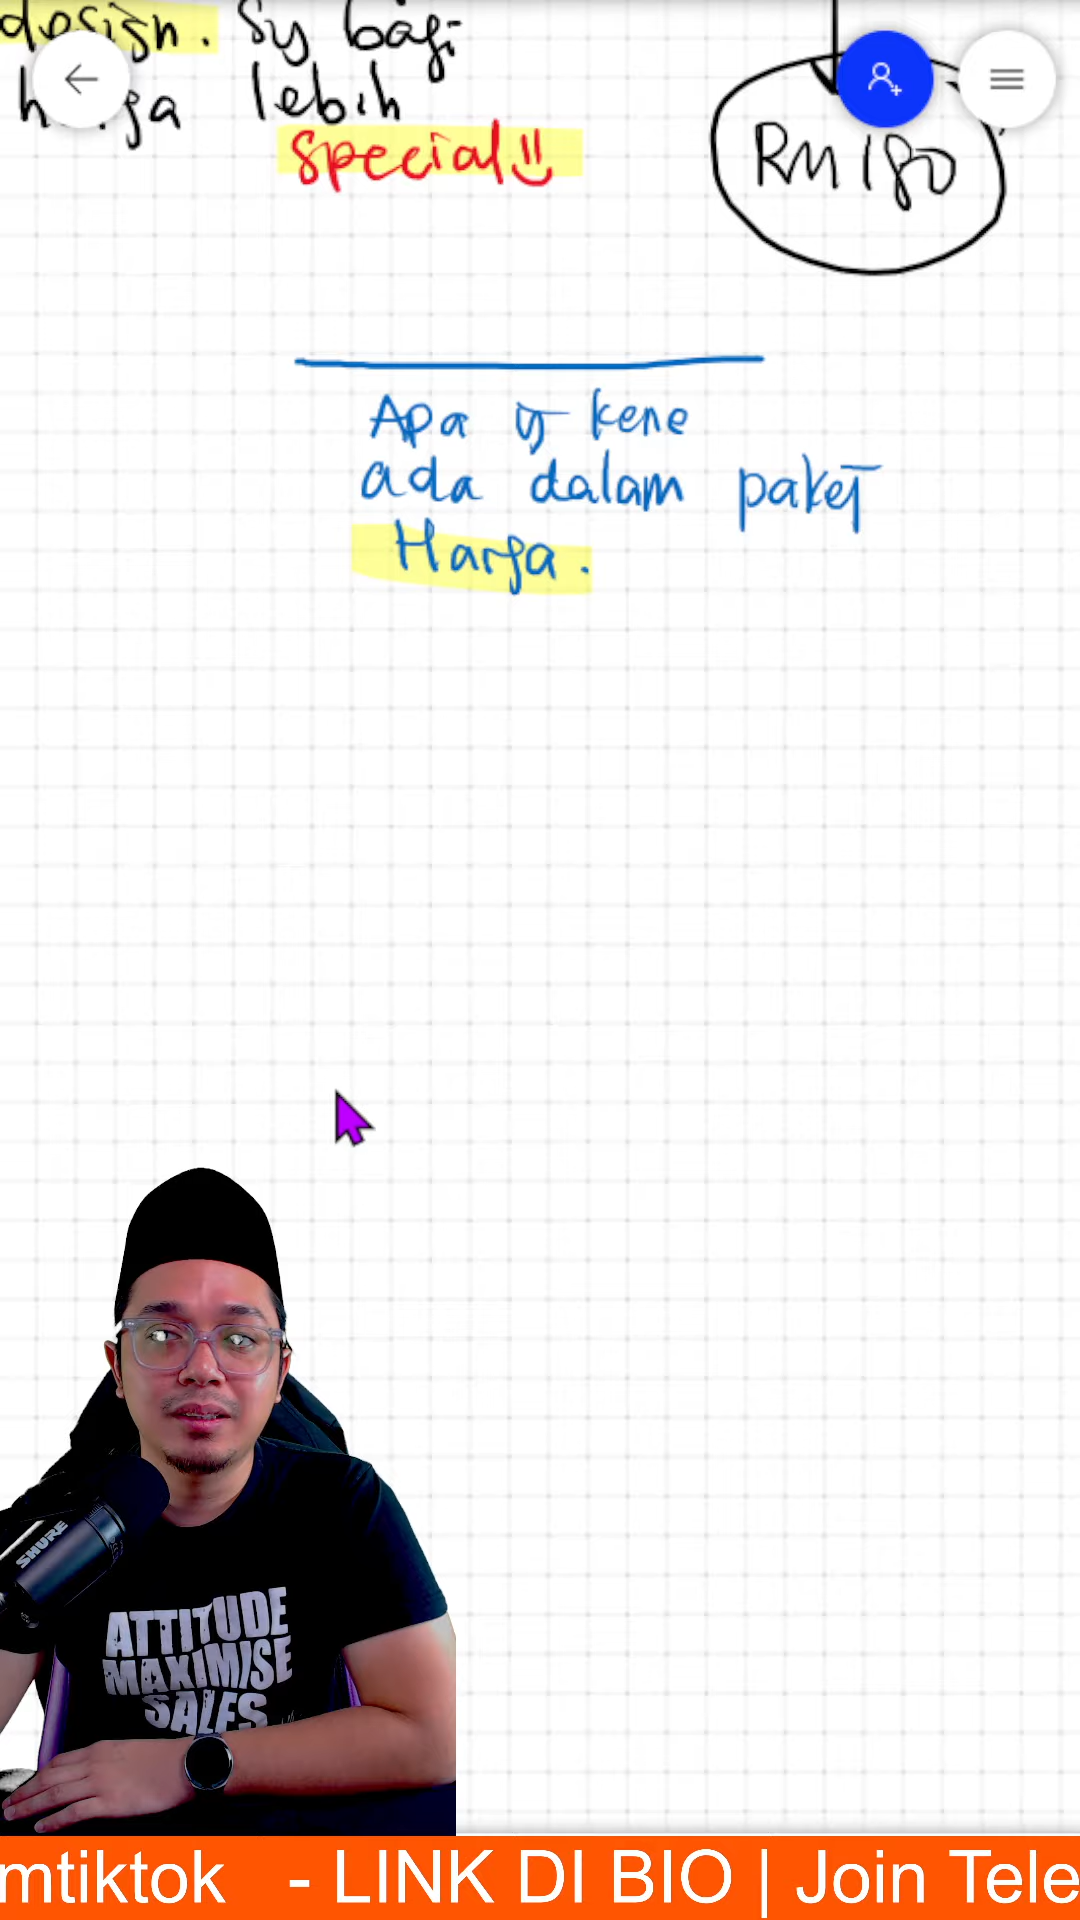 design. Sy bagi
harga lebih
special
RM 180
Apa yg kene
ada dalam paket
Harga.
SHURE
ATTITUDE
MAXIMISE
SALES
mtiktok - LINK DI BIO | Join Tele